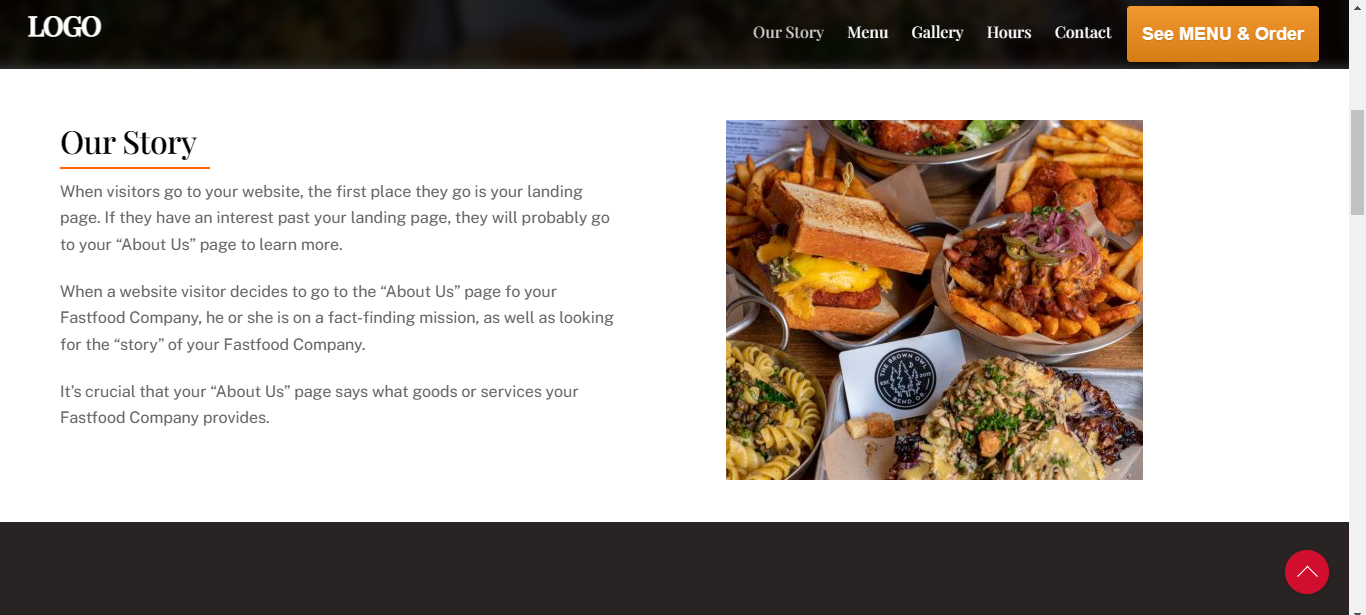 LOGO
Our Story
Menu
Gallery
Hours
Contact
See MENU & Order
Our Story
When visitors go to your website, the first place they go is your landing
page. If they have an interest past your landing page, they will probably go
to your “About Us” page to learn more.
When a website visitor decides to go to the “About Us” page fo your
Fastfood Company, he or she is on a fact-finding mission, as well as looking
for the “story” of your Fastfood Company.
It’s crucial that your “About Us” page says what goods or services your
Fastfood Company provides.
THE BROWN OWL
EST 2013
BEND, OR.